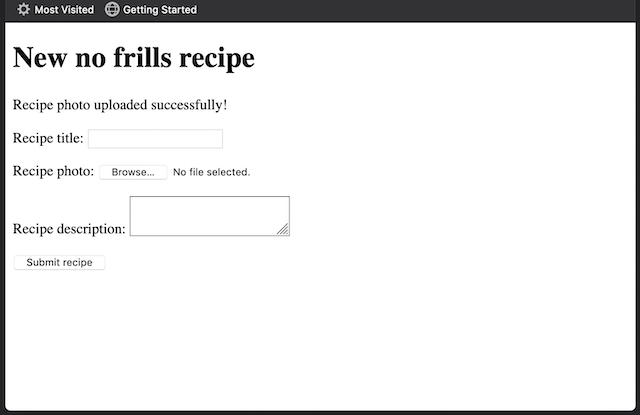 Most Visited Getting Started
New no frills recipe
Recipe photo uploaded successfully!
Recipe title:
Recipe photo: Browse... No file selected.
Recipe description:
Submit recipe